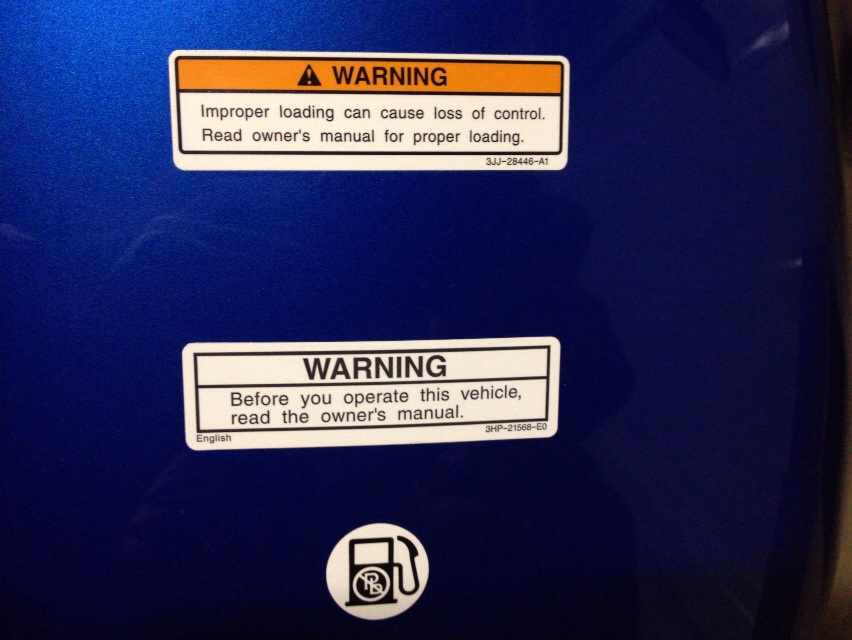 WARNING
Improper loading can cause loss of control.
Read owner's manual for proper loading.
3JJ-28446-A1
WARNING
Before you operate this vehicle,
read the owner's manual.
English 3HP-21568-E0
Pb